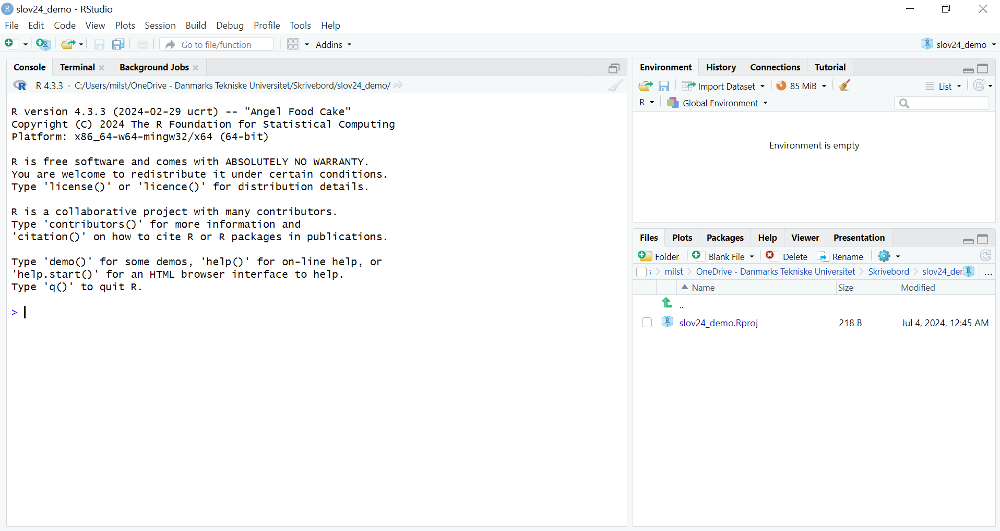 slov24_demo - RStudio
File Edit Code View Plots Session Build Debug Profile Tools Help
Go to file/function Addins slov24_demo
Console Terminal Background Jobs
R 4.3.3 · C:/Users/milst/OneDrive - Danmarks Tekniske Universitet/Skrivebord/slov24_demo/
R version 4.3.3 (2024-02-29 ucrt) -- "Angel Food Cake"
Copyright (C) 2024 The R Foundation for Statistical Computing
Platform: x86_64-w64-mingw32/x64 (64-bit)
R is free software and comes with ABSOLUTELY NO WARRANTY.
You are welcome to redistribute it under certain conditions.
Type 'license()' or 'licence()' for distribution details.
R is a collaborative project with many contributors.
Type 'contributors()' for more information and
'citation()' on how to cite R or R packages in publications.
Type 'demo()' for some demos, 'help()' for on-line help, or
'help.start()' for an HTML browser interface to help.
Type 'q()' to quit R.
>
Environment History Connections Tutorial
Import Dataset 85 MiB List
R Global Environment
Environment is empty
Files Plots Packages Help Viewer Presentation
Folder Blank File Delete Rename
s > milst > OneDrive - Danmarks Tekniske Universitet > Skrivebord > slov24_der ...
Name Size Modified
..
slov24_demo.Rproj 218 B Jul 4, 2024, 12:45 AM